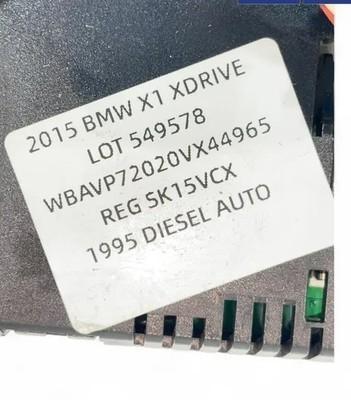 2015 BMW X1 XDRIVE
LOT 549578
WBAVP72020VX44965
REG SK15VCX
1995 DIESEL AUTO